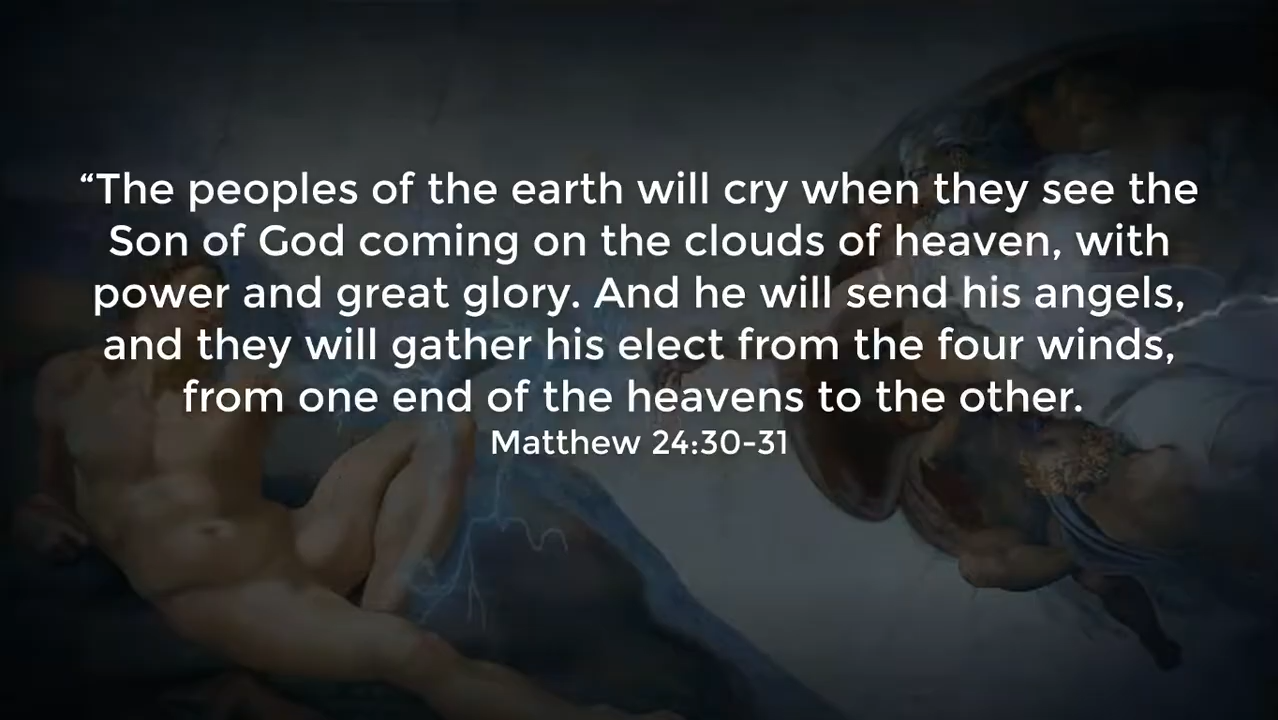 “The peoples of the earth will cry when they see the
Son of God coming on the clouds of heaven, with
power and great glory. And he will send his angels,
and they will gather his elect from the four winds,
from one end of the heavens to the other.
Matthew 24:30-31